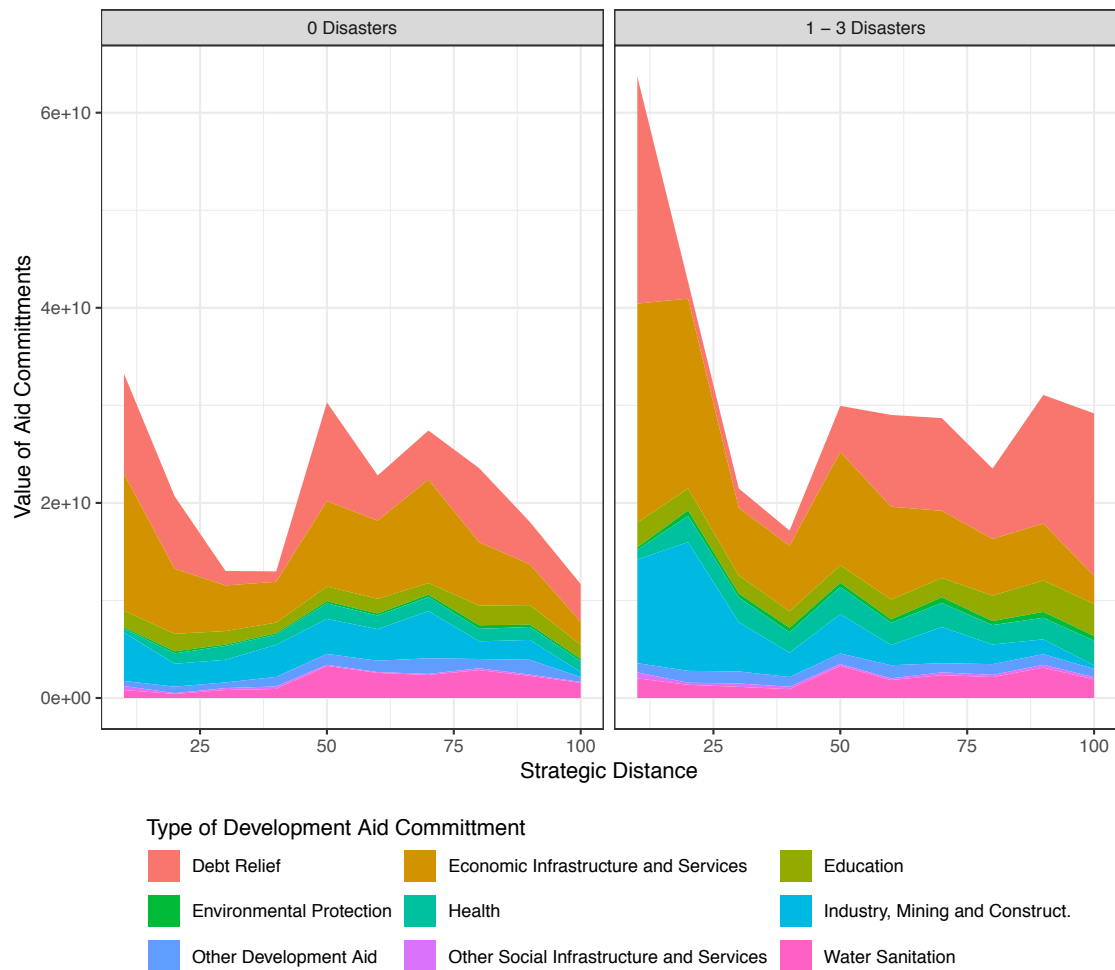 0 Disasters
1 − 3 Disasters
6e+10
4e+10
2e+10
0e+00
Value of Aid Committments
25
50
75
100
25
50
75
100
Strategic Distance
Type of Development Aid Committment
Debt Relief
Economic Infrastructure and Services
Education
Environmental Protection
Health
Industry, Mining and Construct.
Other Development Aid
Other Social Infrastructure and Services
Water Sanitation